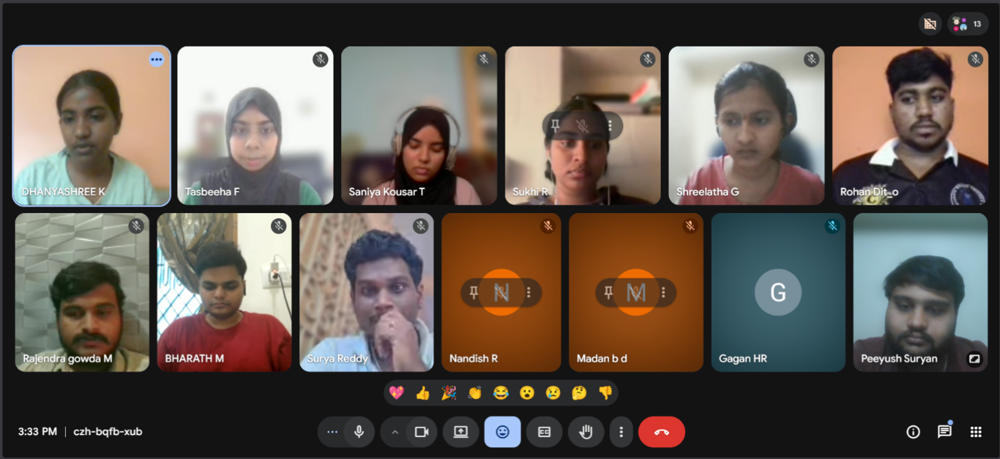 13
DHANYASHREE K
Tasbeeha F
Saniya Kousar T
Sukhi R
Shreelatha G
Rohan Dit_o
Rajendra gowda M
BHARATH M
Surya Reddy
N
Nandish R
M
Madan b d
G
Gagan HR
Peeyush Suryan
3:33 PM | czh-bqfb-xub